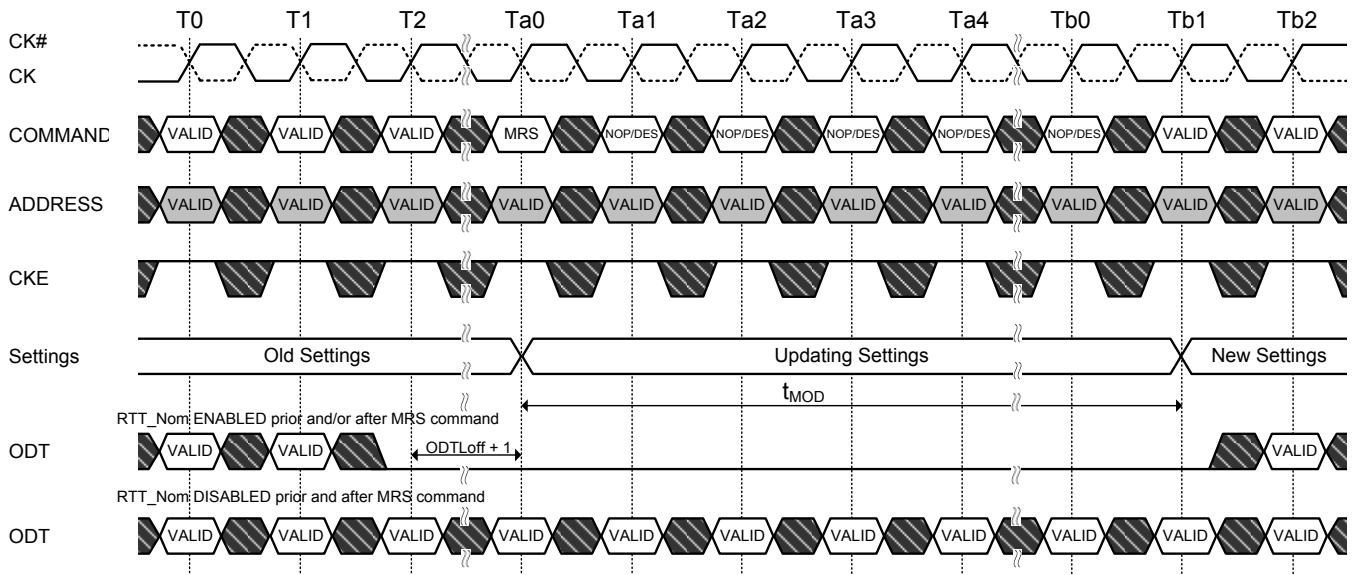 T0 T1 T2 Ta0 Ta1 Ta2 Ta3 Ta4 Tb0 Tb1 Tb2
CK#
CK
COMMAND VALID VALID VALID MRS NOP/DES NOP/DES NOP/DES NOP/DES NOP/DES VALID VALID
ADDRESS VALID VALID VALID VALID VALID VALID VALID VALID VALID VALID VALID
CKE
Settings Old Settings Updating Settings New Settings
tMOD
RTT_Nom ENABLED prior and/or after MRS command
ODT VALID VALID ODTLoff + 1 VALID
RTT_Nom DISABLED prior and after MRS command
ODT VALID VALID VALID VALID VALID VALID VALID VALID VALID VALID VALID